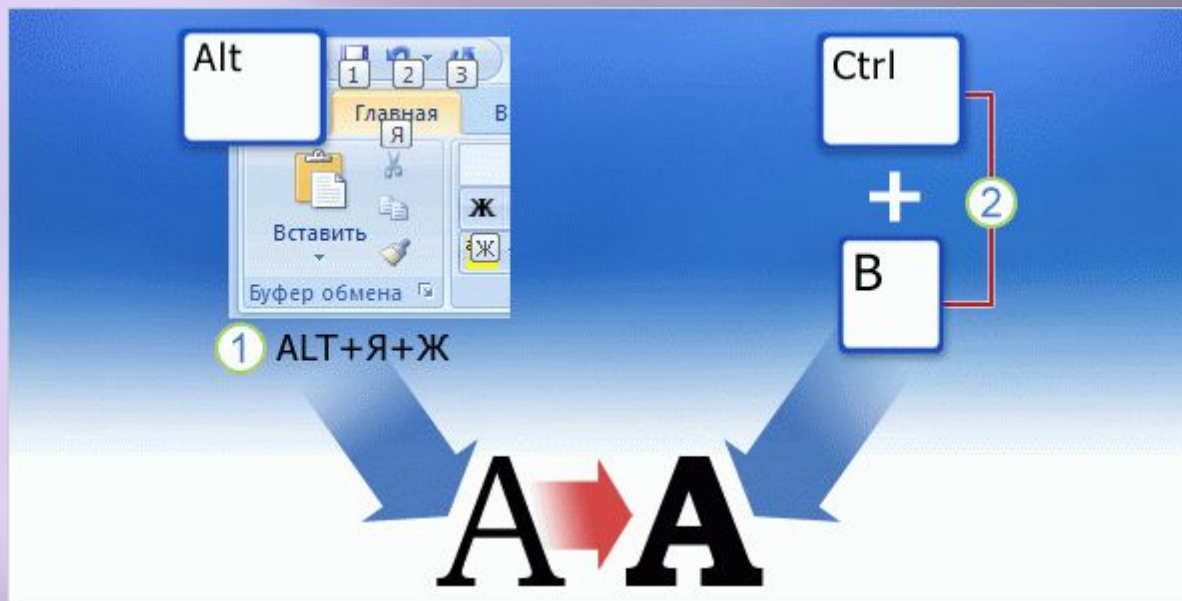 Alt
1 2 3
Главная В
Я
Вставить
Ж
Ж
Буфер обмена
1 ALT+Я+Ж
Ctrl
+
2
B
A A